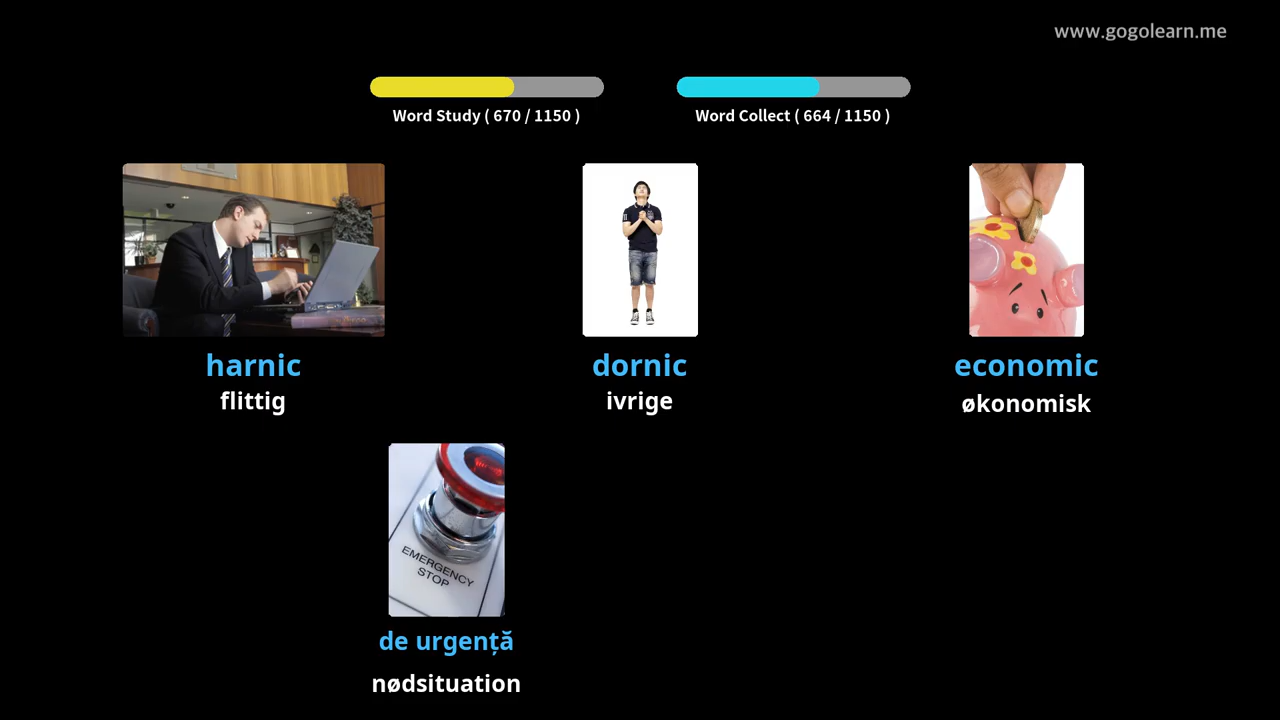 www.gogolearn.me
Word Study ( 670 / 1150 )
Word Collect ( 664 / 1150 )
harnic
dornic
economic
flittig
ivrige
økonomisk
EMERGENCY
STOP
de urgență
nødsituation